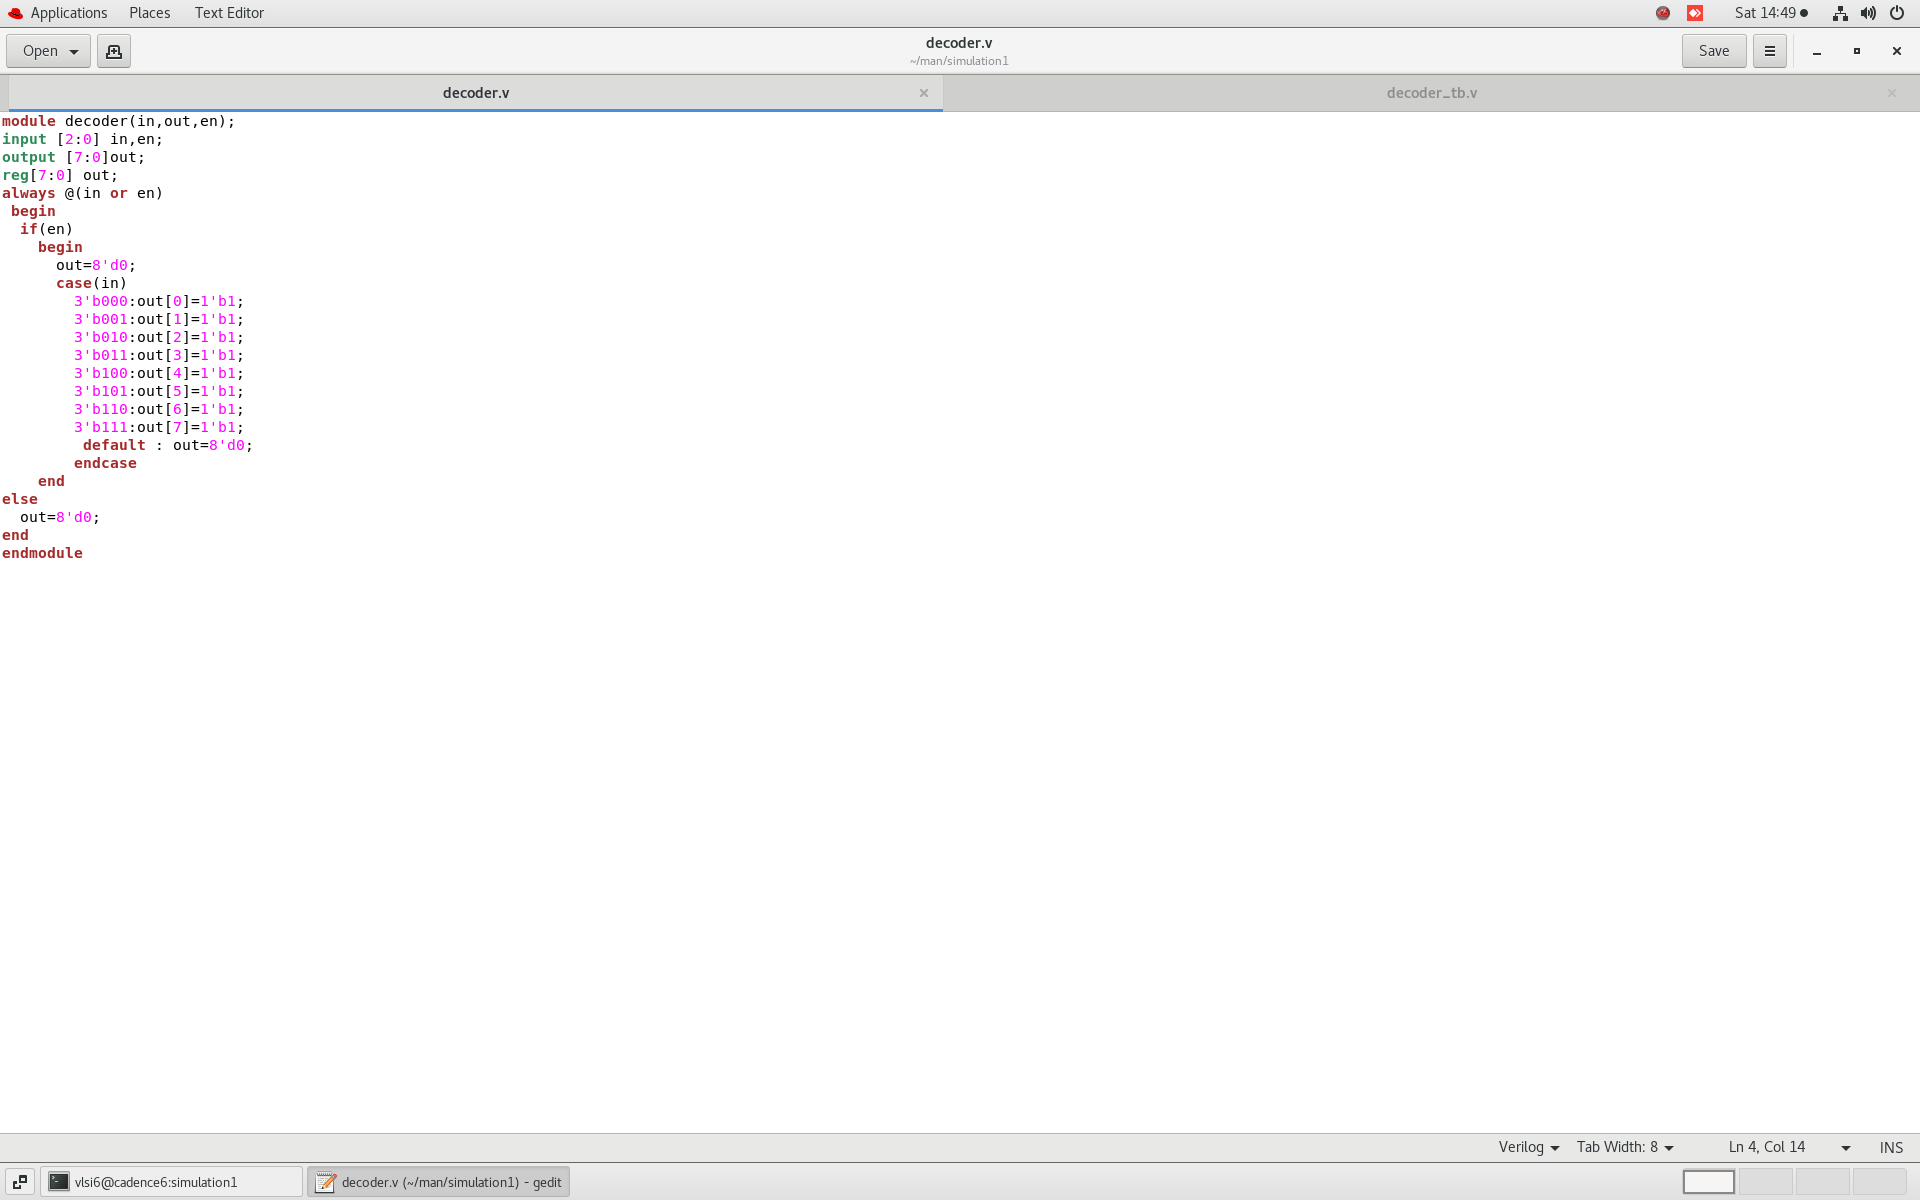 Applications Places Text Editor Sat 14:49
Open decoder.v Save
~/man/simulation1
decoder.v decoder_tb.v
module decoder(in,out,en);
input [2:0] in,en;
output [7:0]out;
reg[7:0] out;
always @(in or en)
begin
if(en)
begin
out=8'd0;
case(in)
3'b000:out[0]=1'b1;
3'b001:out[1]=1'b1;
3'b010:out[2]=1'b1;
3'b011:out[3]=1'b1;
3'b100:out[4]=1'b1;
3'b101:out[5]=1'b1;
3'b110:out[6]=1'b1;
3'b111:out[7]=1'b1;
default : out=8'd0;
endcase
end
else
out=8'd0;
end
endmodule
Verilog Tab Width: 8 Ln 4, Col 14 INS
vlsi6@cadence6:simulation1 decoder.v (~/man/simulation1) - gedit